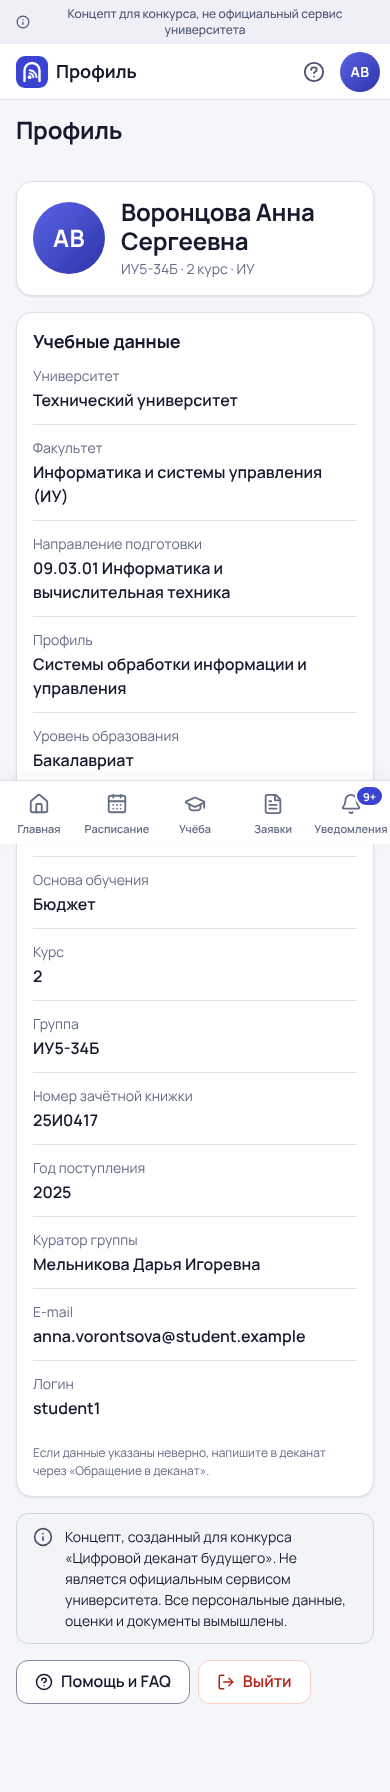 Концепт для конкурса, не официальный сервис
университета
Профиль
АВ
Профиль
АВ
Воронцова Анна
Сергеевна
ИУ5-34Б · 2 курс · ИУ
Учебные данные
Университет
Технический университет
Факультет
Информатика и системы управления
(ИУ)
Направление подготовки
09.03.01 Информатика и
вычислительная техника
Профиль
Системы обработки информации и
управления
Уровень образования
Бакалавриат
9+
Главная
Расписание
Учёба
Заявки
Уведомления
Основа обучения
Бюджет
Курс
2
Группа
ИУ5-34Б
Номер зачётной книжки
25И0417
Год поступления
2025
Куратор группы
Мельникова Дарья Игоревна
E-mail
anna.vorontsova@student.example
Логин
student1
Если данные указаны неверно, напишите в деканат
через «Обращение в деканат».
Концепт, созданный для конкурса
«Цифровой деканат будущего». Не
является официальным сервисом
университета. Все персональные данные,
оценки и документы вымышлены.
Помощь и FAQ
Выйти